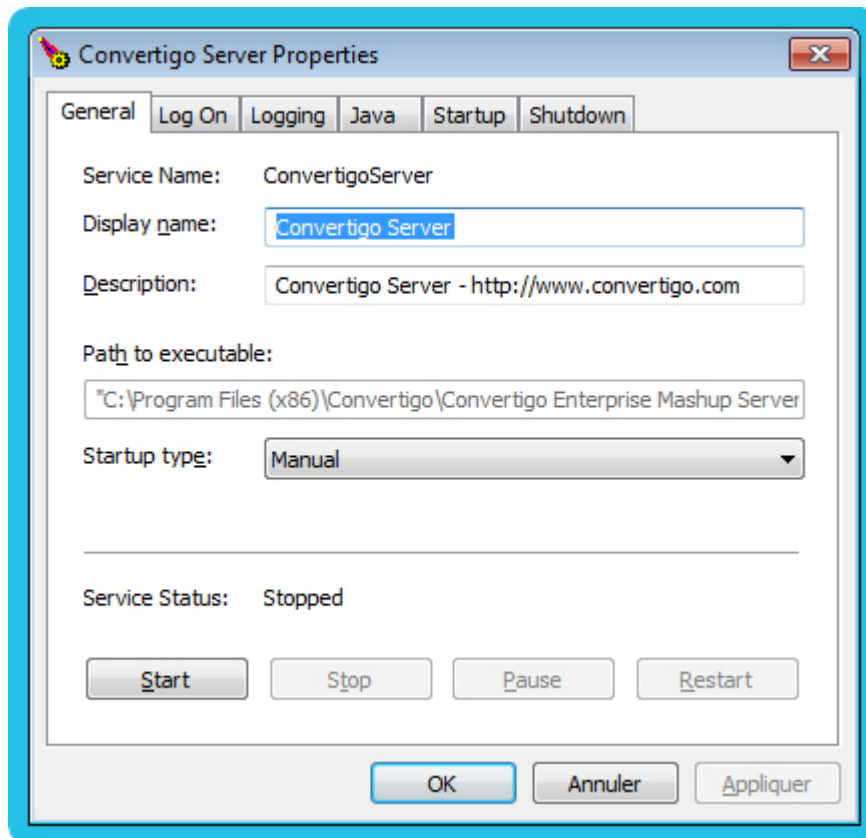 Convertigo Server Properties
General Log On Logging Java Startup Shutdown
Service Name: ConvertigoServer
Display name: Convertigo Server
Description: Convertigo Server - http://www.convertigo.com
Path to executable:
"C:\Program Files (x86)\Convertigo\Convertigo Enterprise Mashup Server
Startup type: Manual
Service Status: Stopped
Start Stop Pause Restart
OK Annuler Appliquer